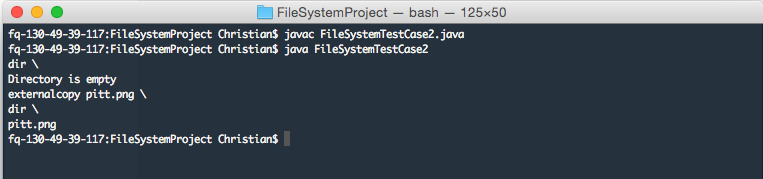 FileSystemProject — bash — 125×50
fq-130-49-39-117:FileSystemProject Christian$ javac FileSystemTestCase2.java
fq-130-49-39-117:FileSystemProject Christian$ java FileSystemTestCase2
dir \
Directory is empty
externalcopy pitt.png \
dir \
pitt.png
fq-130-49-39-117:FileSystemProject Christian$